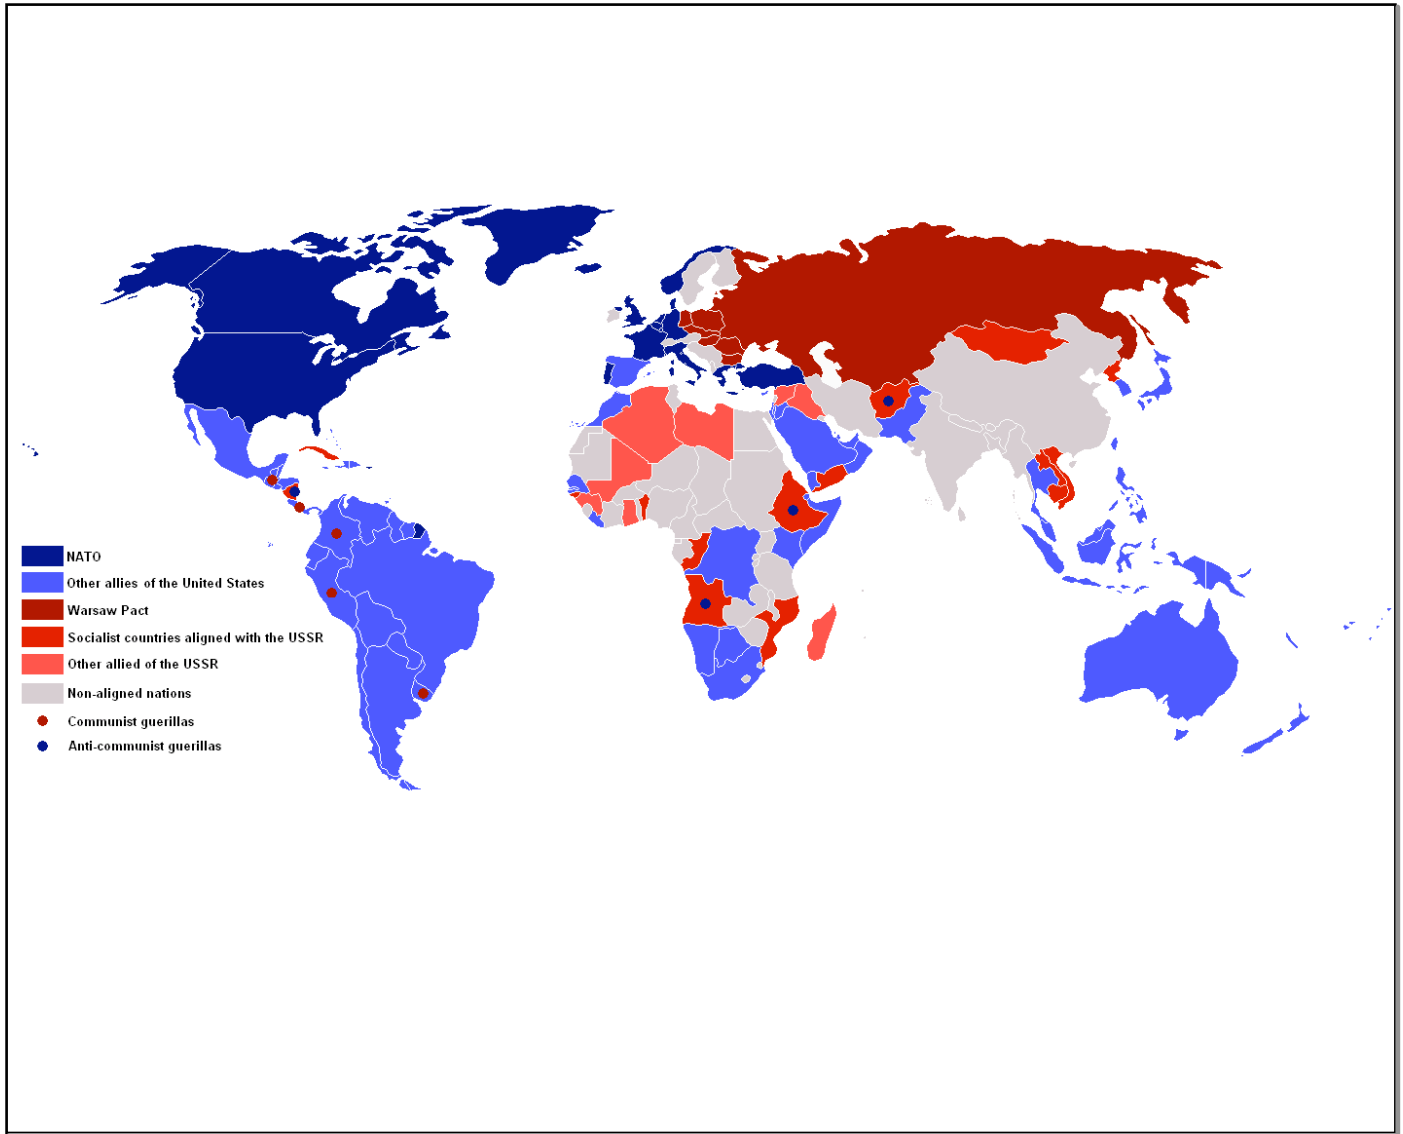 NATO
Other allies of the United States
Warsaw Pact
Socialist countries aligned with the USSR
Other allied of the USSR
Non-aligned nations
Communist guerillas
Anti-communist guerillas